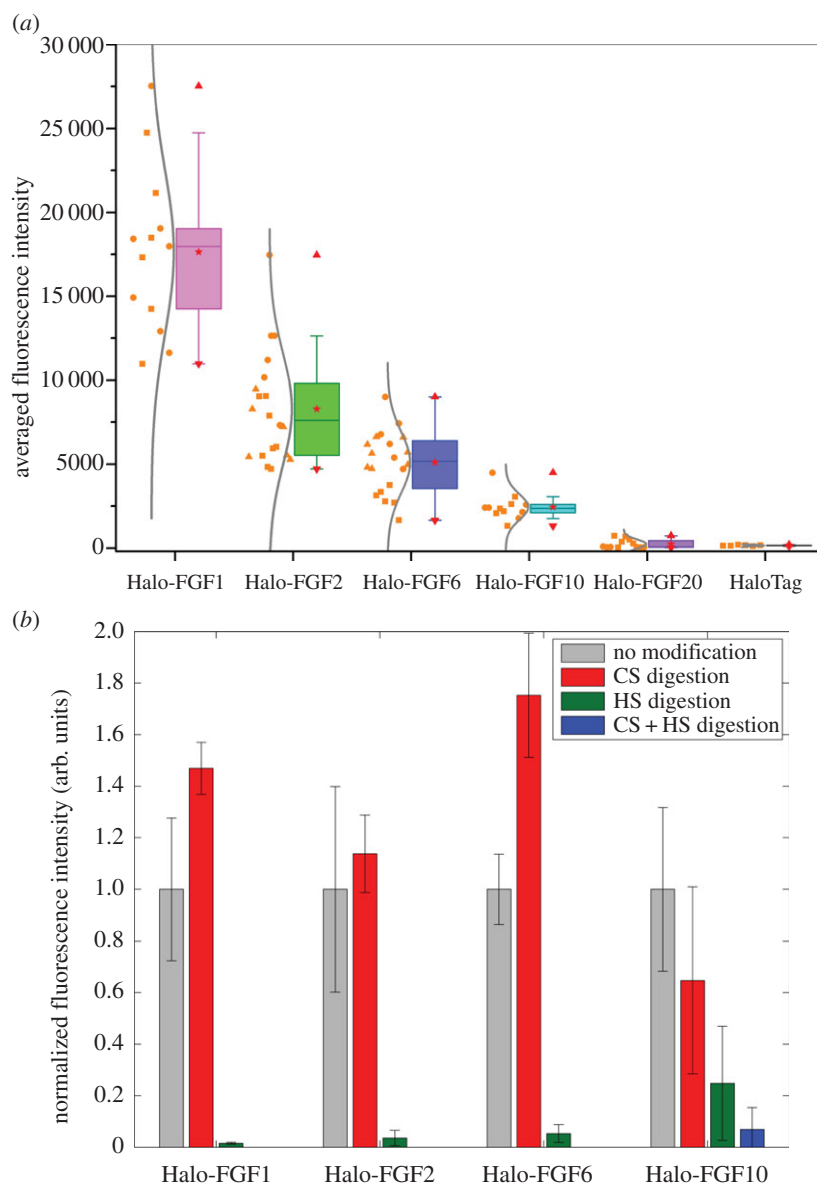 (a)
30 000
25 000
20 000
15 000
10 000
5000
0
averaged fluorescence intensity
Halo-FGF1 Halo-FGF2 Halo-FGF6 Halo-FGF10 Halo-FGF20 HaloTag
(b)
2.0
1.8
1.6
1.4
1.2
1.0
0.8
0.6
0.4
0.2
0
normalized fluorescence intensity (arb. units)
no modification
CS digestion
HS digestion
CS + HS digestion
Halo-FGF1 Halo-FGF2 Halo-FGF6 Halo-FGF10